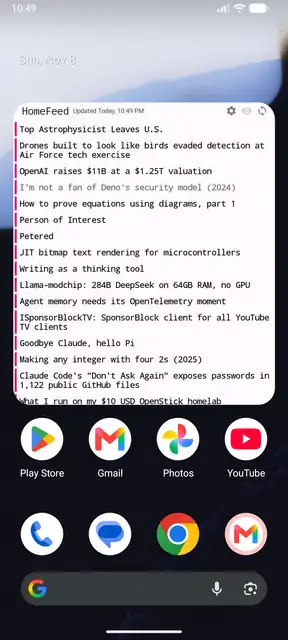 10:49
Sun, Nov 8
HomeFeed Updated Today, 10:49 PM
Top Astrophysicist Leaves U.S.
Drones built to look like birds evaded detection at
Air Force tech exercise
OpenAI raises $11B at a $1.25T valuation
I'm not a fan of Deno's security model (2024)
How to prove equations using diagrams, part 1
Person of Interest
Petered
JIT bitmap text rendering for microcontrollers
Writing as a thinking tool
Llama-modchip: 284B DeepSeek on 64GB RAM, no GPU
Agent memory needs its OpenTelemetry moment
ISponsorBlockTV: SponsorBlock client for all YouTube
TV clients
Goodbye Claude, hello Pi
Making any integer with four 2s (2025)
Claude Code's "Don't Ask Again" exposes passwords in
1,122 public GitHub files
What I run on my $10 USD OpenStick homelab
Play Store
Gmail
Photos
YouTube